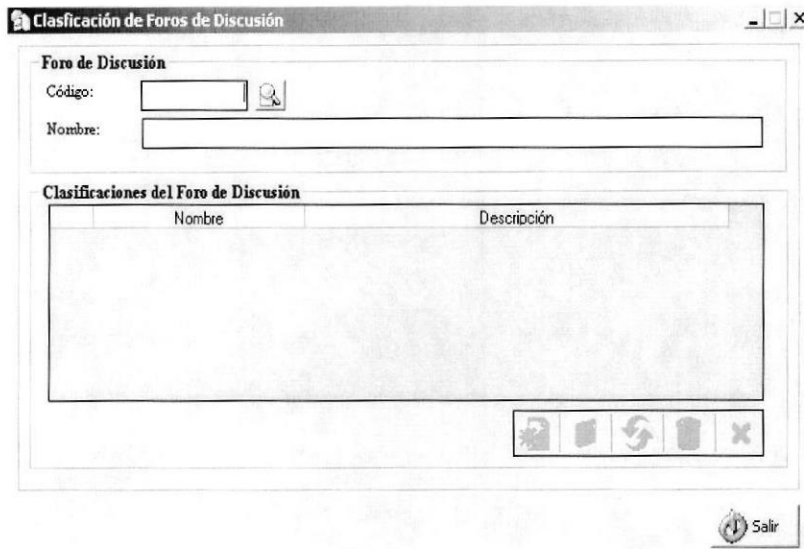 Clasficación de Foros de Discusión
Foro de Discusión
Código:
Nombre:
Clasificaciones del Foro de Discusión
Nombre Descripción
Salir